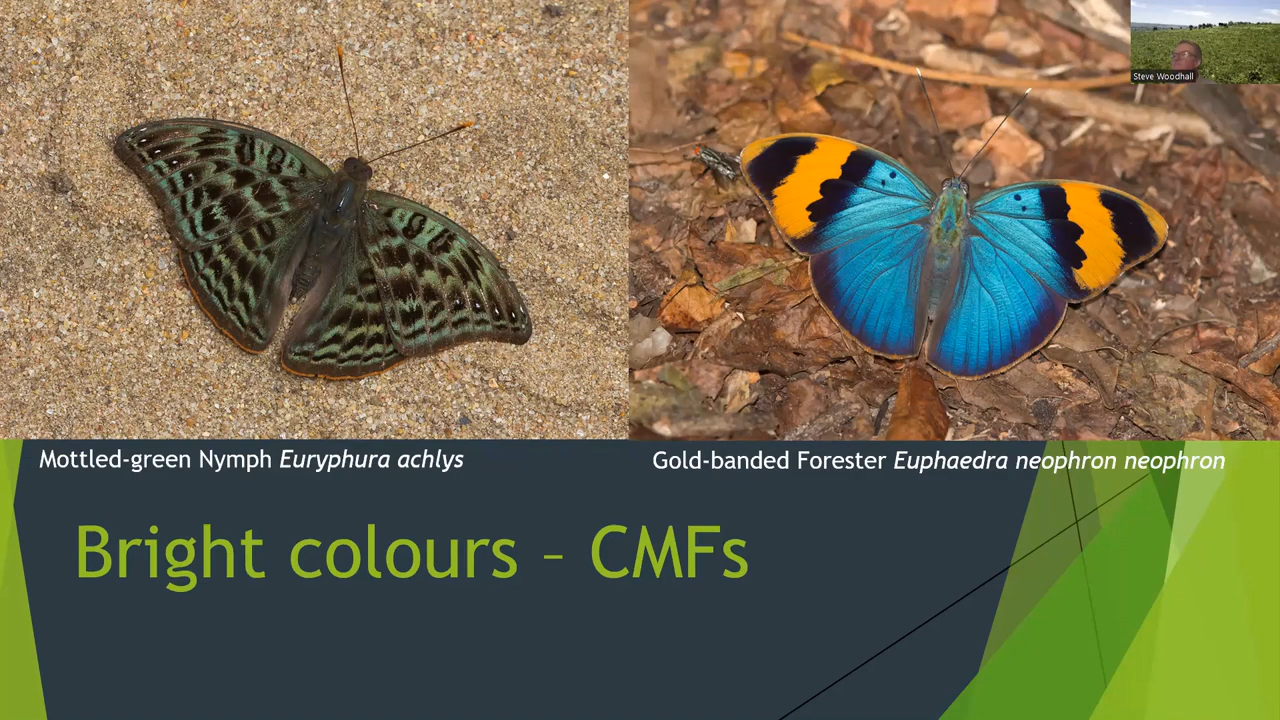 Steve Woodhall
Mottled-green Nymph Euryphura achlys
Gold-banded Forester Euphaedra neophron neophron
Bright colours – CMFs